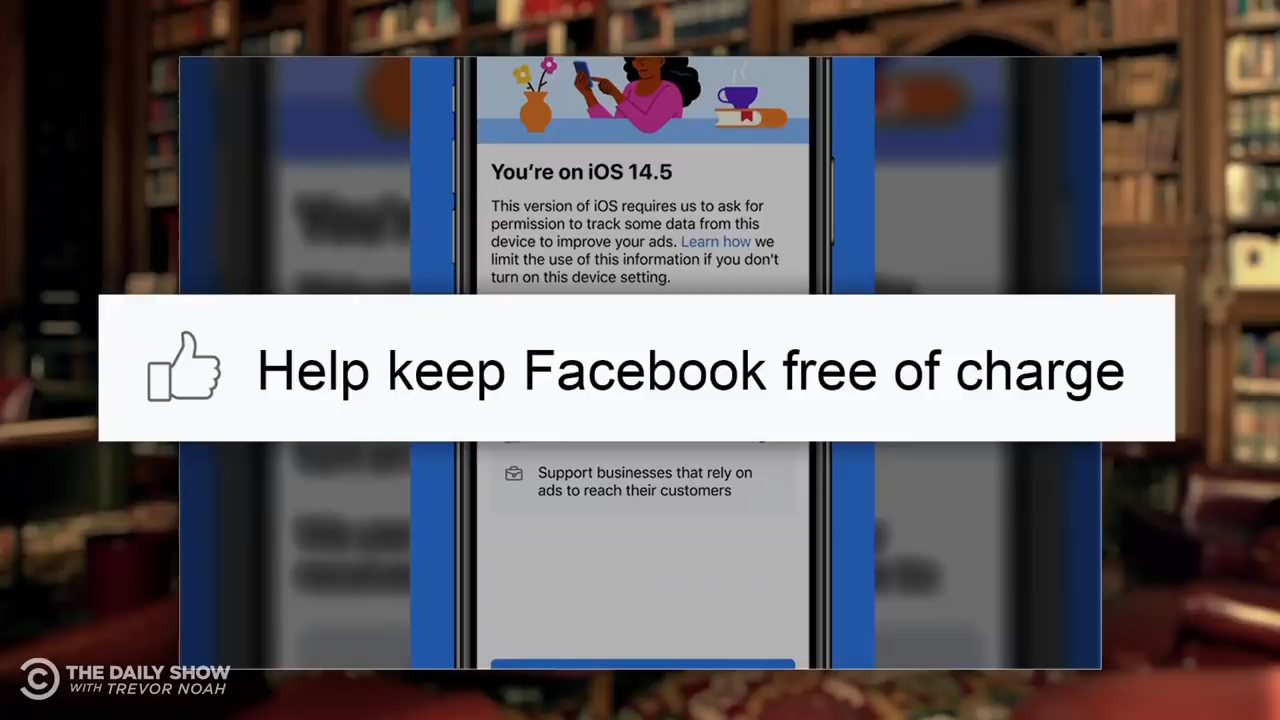 You're on iOS 14.5
This version of iOS requires us to ask for
permission to track some data from this
device to improve your ads. Learn how we
limit the use of this information if you don't
turn on this device setting.
Help keep Facebook free of charge
Support businesses that rely on
ads to reach their customers
THE DAILY SHOW
WITH TREVOR NOAH